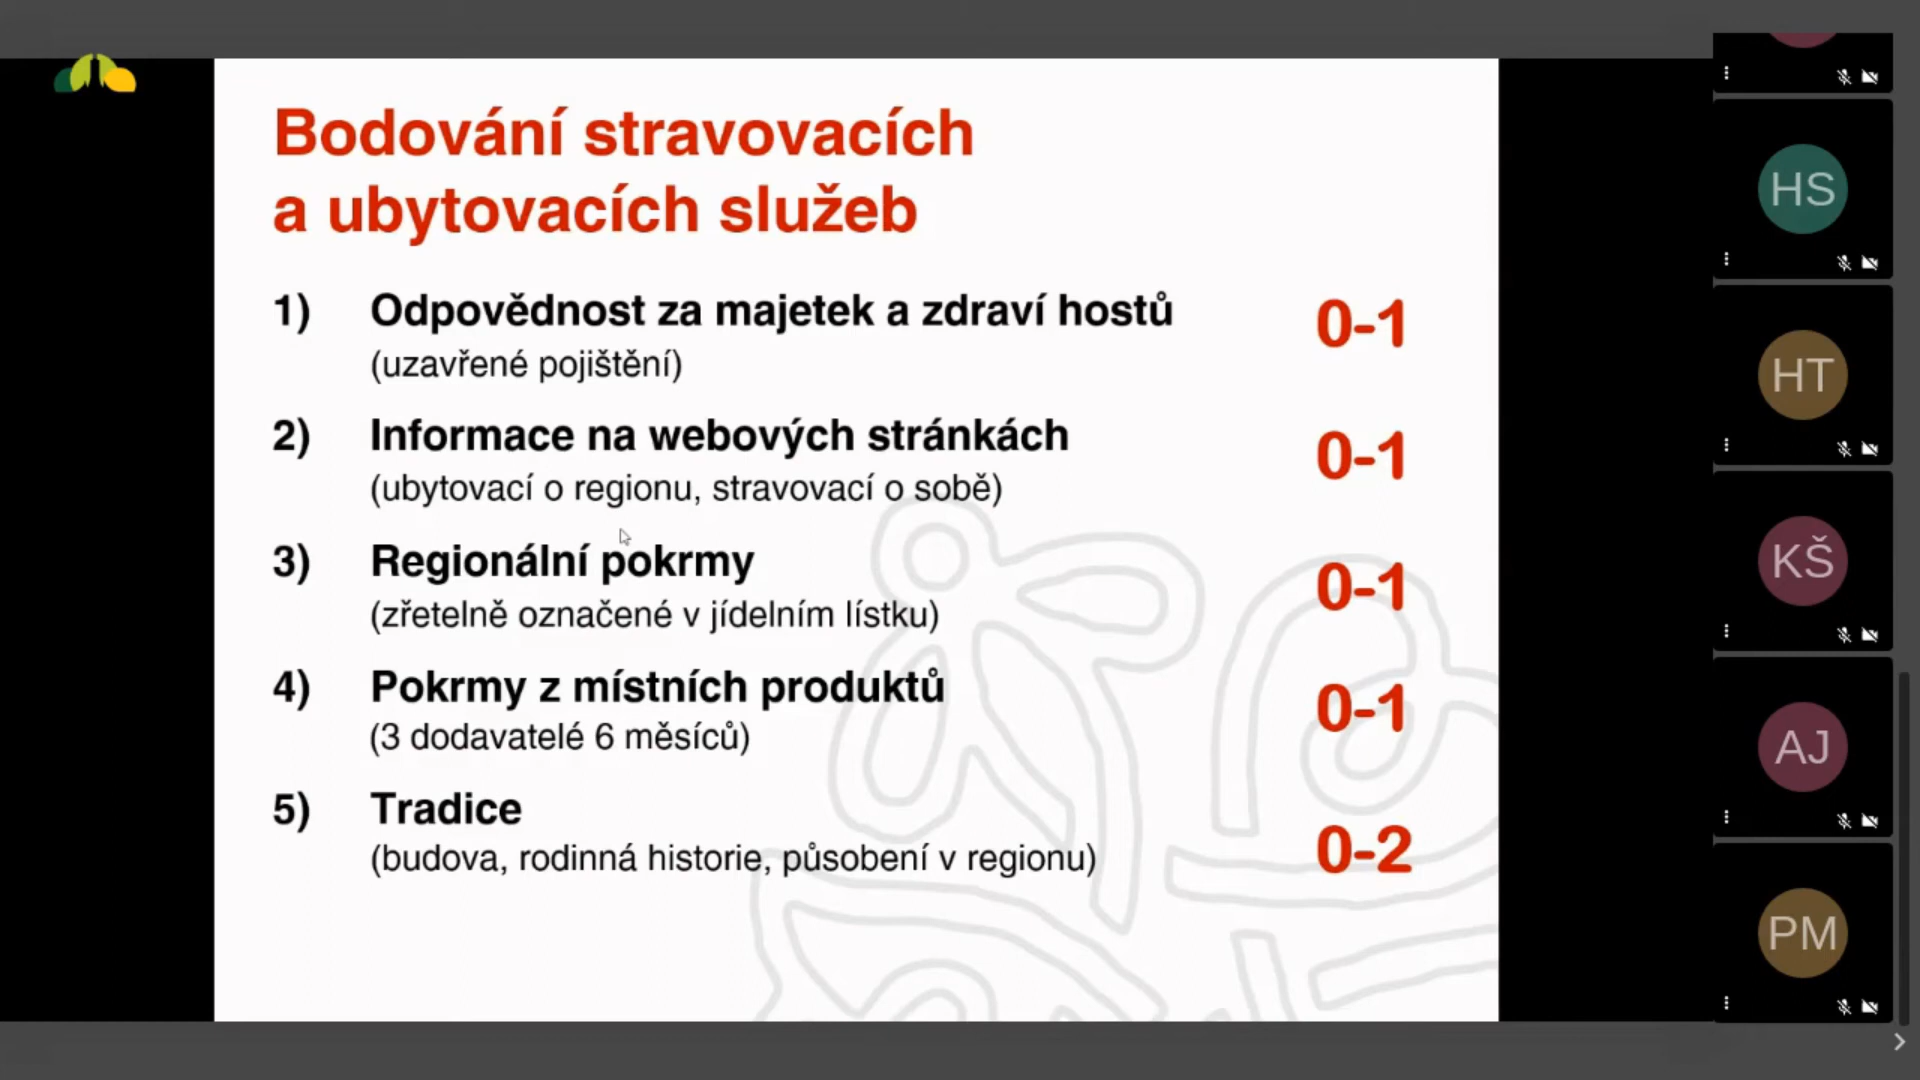 Bodování stravovacích
a ubytovacích služeb
1) Odpovědnost za majetek a zdraví hostů 0-1
(uzavřené pojištění)
2) Informace na webových stránkách 0-1
(ubytovací o regionu, stravovací o sobě)
3) Regionální pokrmy 0-1
(zřetelně označené v jídelním lístku)
4) Pokrmy z místních produktů 0-1
(3 dodavatelé 6 měsíců)
5) Tradice 0-2
(budova, rodinná historie, působení v regionu)
HS
HT
KŠ
AJ
PM